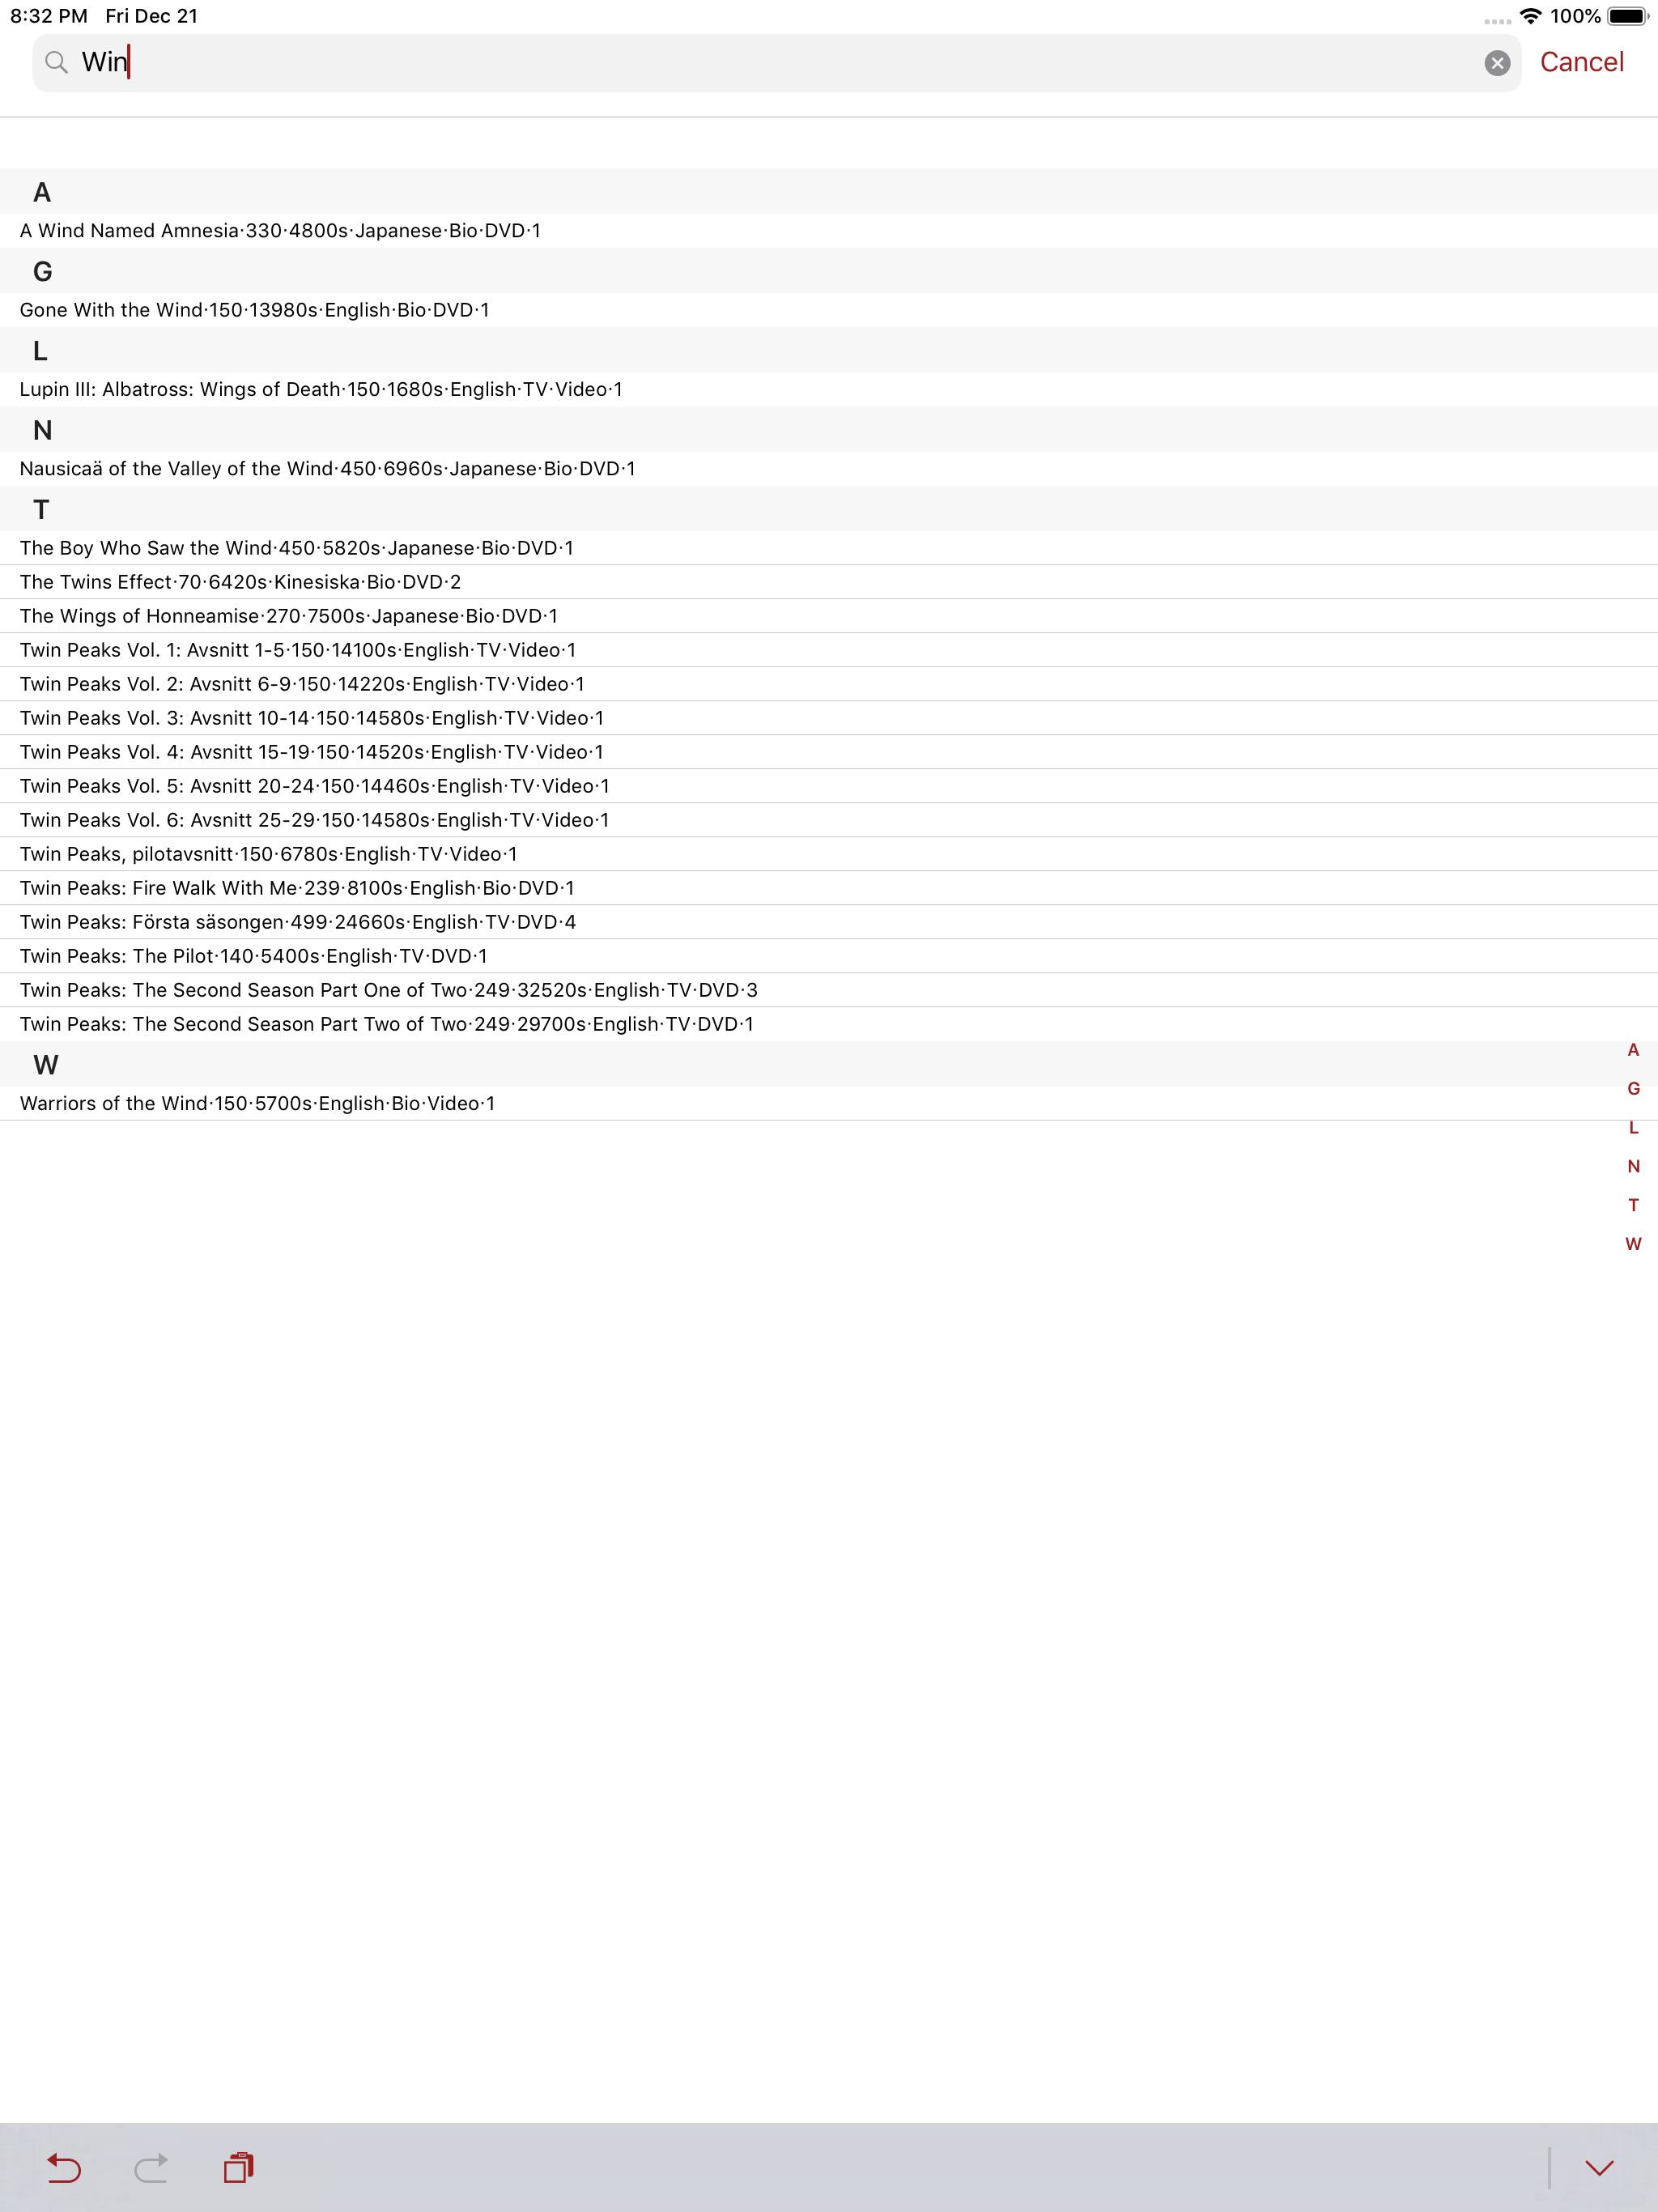 8:32 PM Fri Dec 21 100%
Win Cancel
A
A Wind Named Amnesia·330·4800s·Japanese·Bio·DVD·1
G
Gone With the Wind·150·13980s·English·Bio·DVD·1
L
Lupin III: Albatross: Wings of Death·150·1680s·English·TV·Video·1
N
Nausicaä of the Valley of the Wind·450·6960s·Japanese·Bio·DVD·1
T
The Boy Who Saw the Wind·450·5820s·Japanese·Bio·DVD·1
The Twins Effect·70·6420s·Kinesiska·Bio·DVD·2
The Wings of Honneamise·270·7500s·Japanese·Bio·DVD·1
Twin Peaks Vol. 1: Avsnitt 1-5·150·14100s·English·TV·Video·1
Twin Peaks Vol. 2: Avsnitt 6-9·150·14220s·English·TV·Video·1
Twin Peaks Vol. 3: Avsnitt 10-14·150·14580s·English·TV·Video·1
Twin Peaks Vol. 4: Avsnitt 15-19·150·14520s·English·TV·Video·1
Twin Peaks Vol. 5: Avsnitt 20-24·150·14460s·English·TV·Video·1
Twin Peaks Vol. 6: Avsnitt 25-29·150·14580s·English·TV·Video·1
Twin Peaks, pilotavsnitt·150·6780s·English·TV·Video·1
Twin Peaks: Fire Walk With Me·239·8100s·English·Bio·DVD·1
Twin Peaks: Första säsongen·499·24660s·English·TV·DVD·4
Twin Peaks: The Pilot·140·5400s·English·TV·DVD·1
Twin Peaks: The Second Season Part One of Two·249·32520s·English·TV·DVD·3
Twin Peaks: The Second Season Part Two of Two·249·29700s·English·TV·DVD·1
W
Warriors of the Wind·150·5700s·English·Bio·Video·1
A
G
L
N
T
W